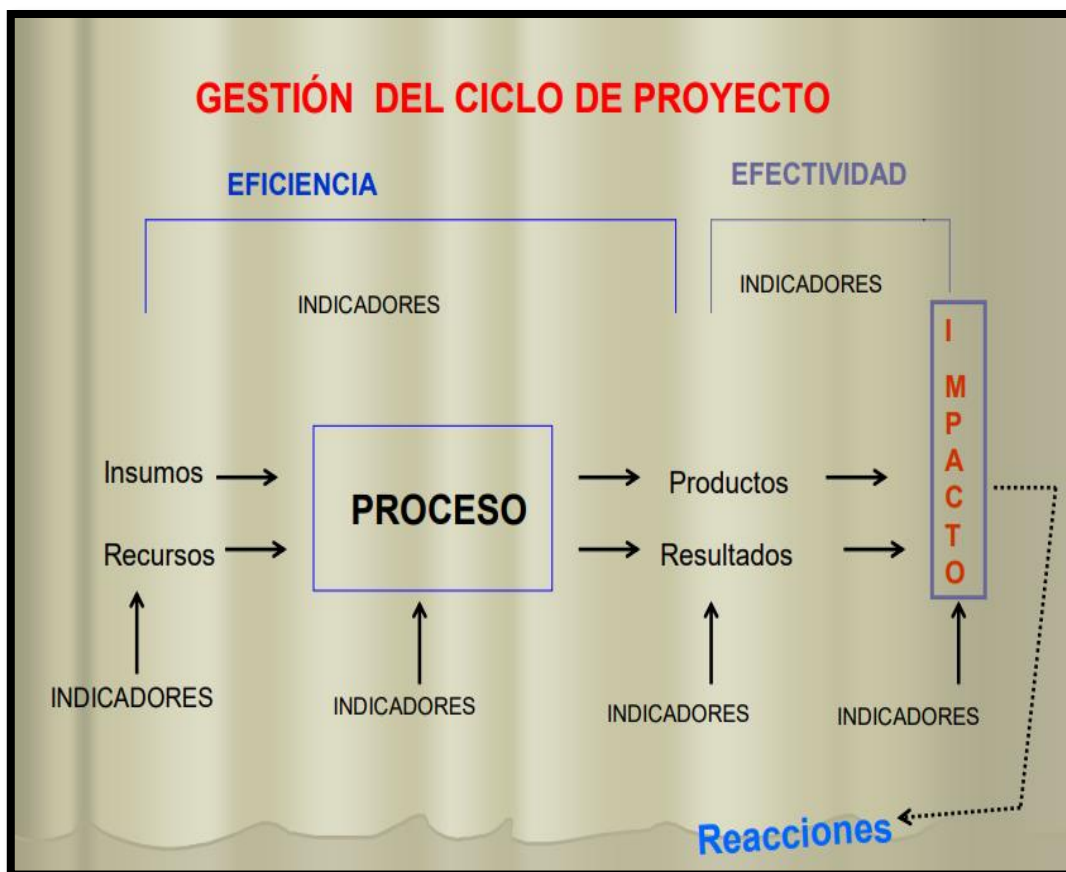 GESTIÓN DEL CICLO DE PROYECTO
EFICIENCIA
EFECTIVIDAD
INDICADORES
INDICADORES
Insumos
Recursos
PROCESO
Productos
Resultados
I MPACTO
INDICADORES
INDICADORES
INDICADORES
INDICADORES
Reacciones